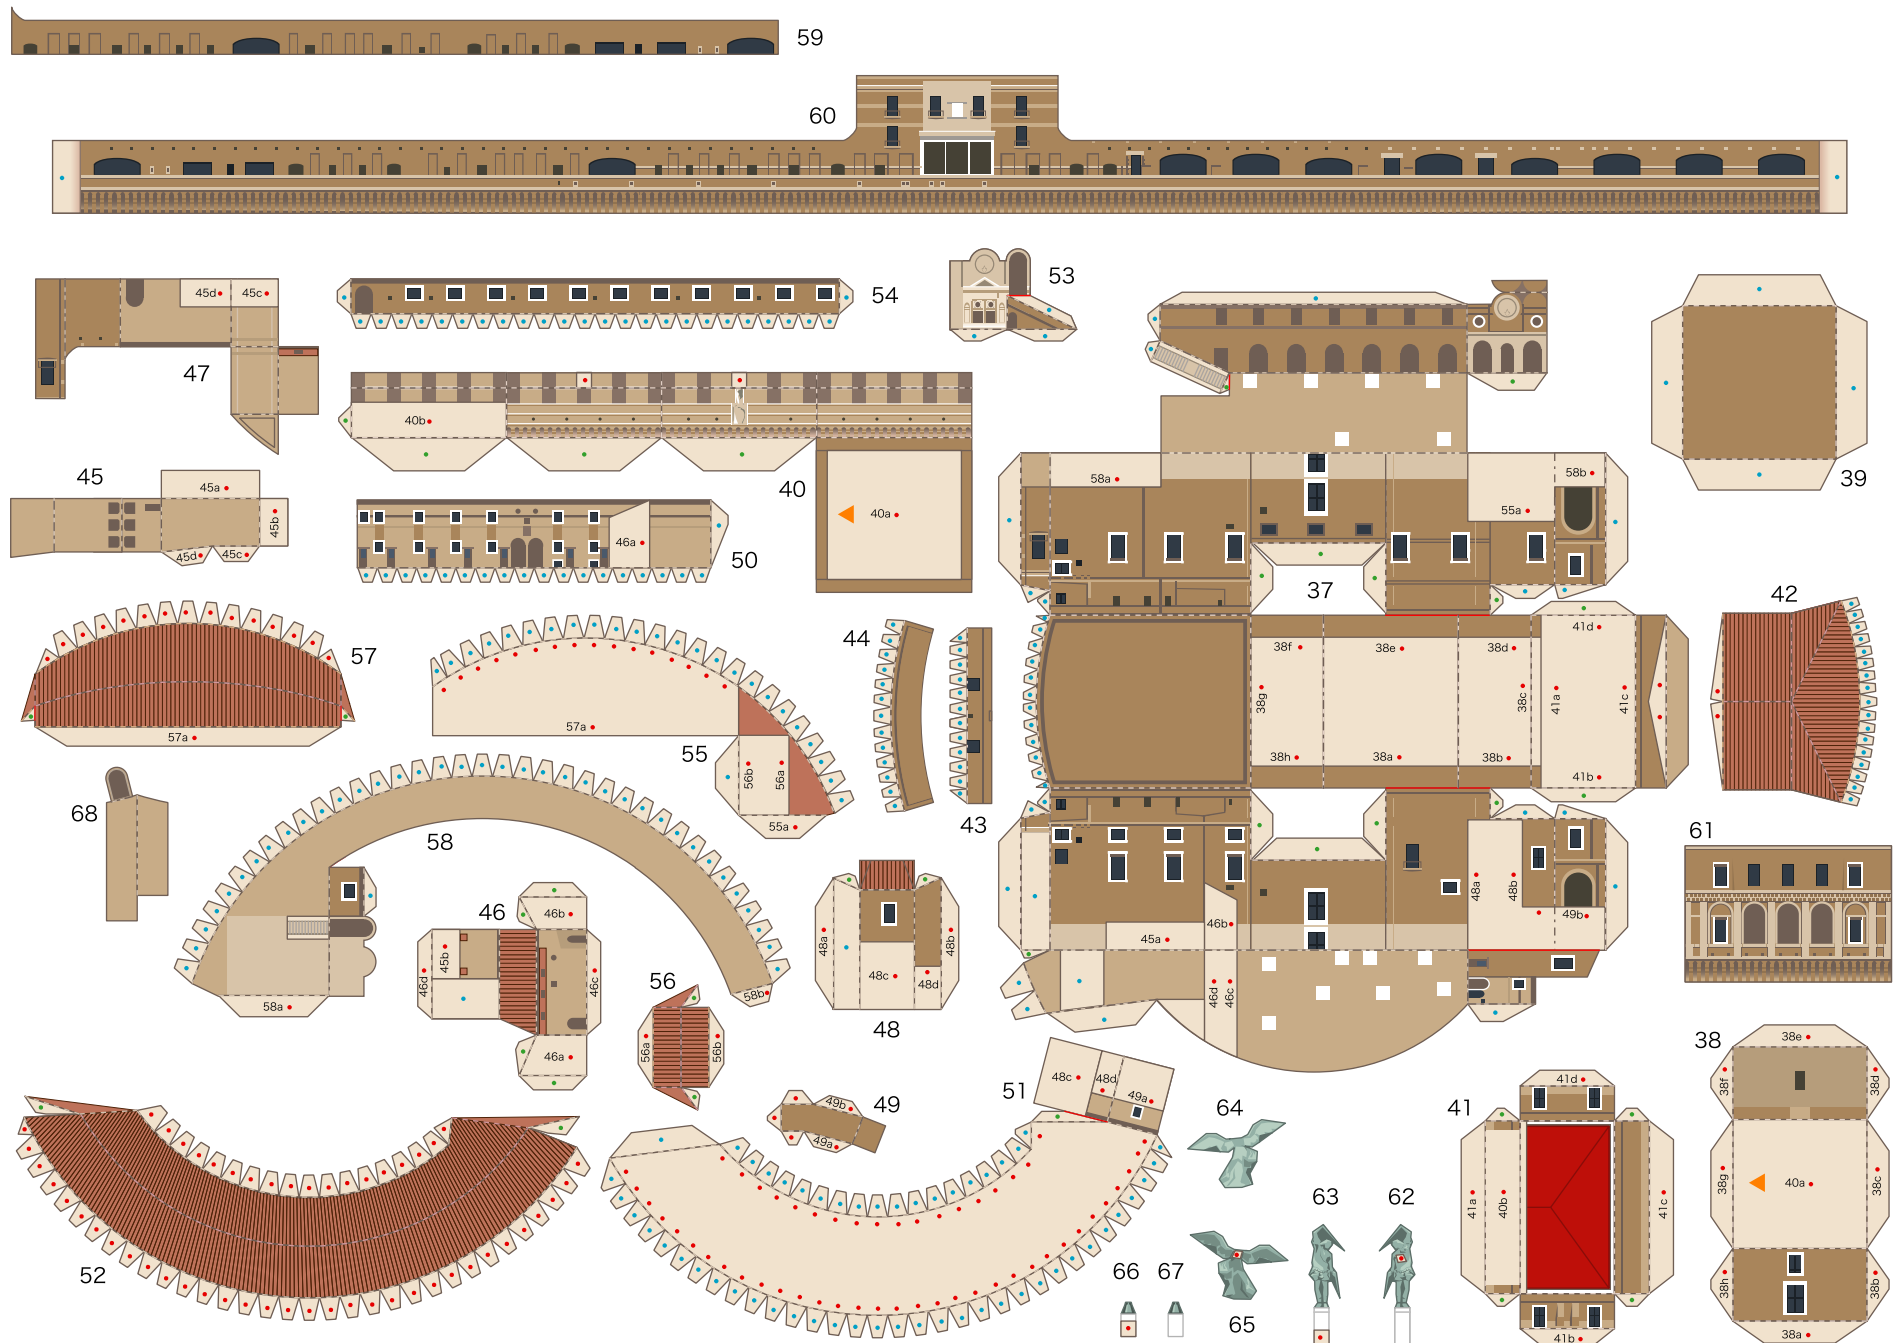 59
60
53
54
45d
45c
47
40b
40
40a
39
45
45a
45b
45d
45c
46a
50
58a
58b
55a
37
42
57
57a
44
41d
38f
38e
38d
38g
38c
41a
41c
57a
55
56b
56a
38h
38a
38b
41b
68
58
55a
43
61
48a
48b
46
46b
45b
46d
46c
46a
48a
48b
48c
48d
48
45a
46b
49b
46d
46c
58a
58b
56
56a
56b
51
48c
48d
49a
38
38e
38f
38d
49b
49
49a
64
41
41d
41a
40b
41c
38g
40a
38c
63
62
52
66
67
65
38h
38b
41b
38a